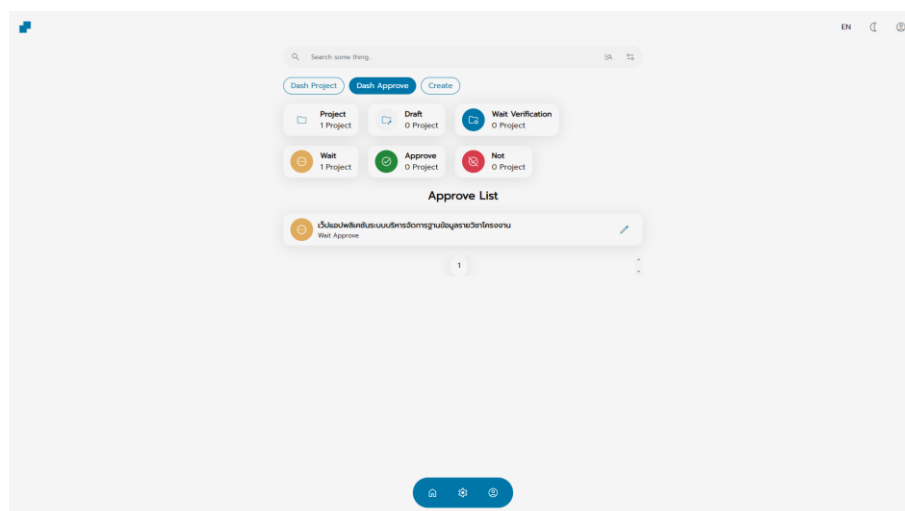 EN
Search some thing..
Dash Project
Dash Approve
Create
Project
1 Project
Draft
0 Project
Wait Verification
0 Project
Wait
1 Project
Approve
0 Project
Not
0 Project
Approve List
เว็ปแอปพลิเคชันระบบบริหารจัดการฐานข้อมูลรายวิชาโครงงาน
Wait Approve
1